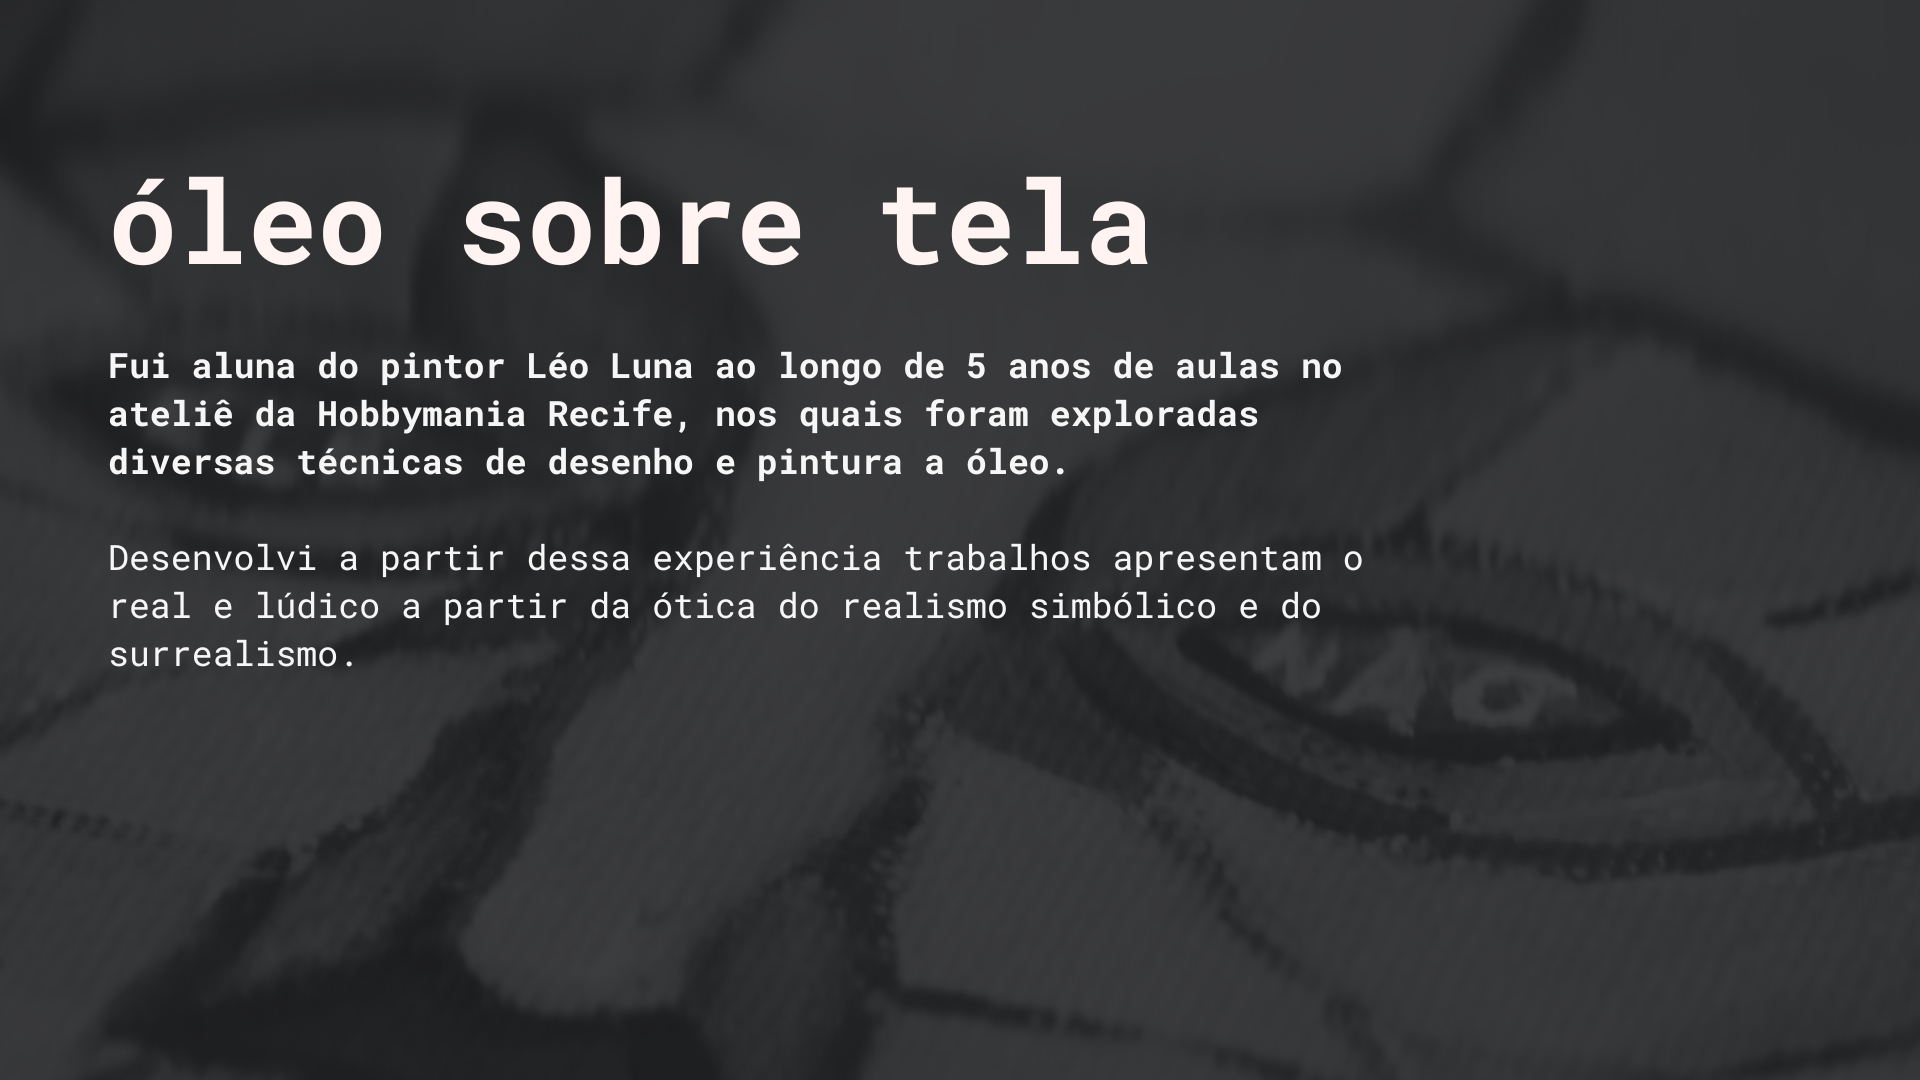 óleo sobre tela
Fui aluna do pintor Léo Luna ao longo de 5 anos de aulas no
ateliê da Hobbymania Recife, nos quais foram exploradas
diversas técnicas de desenho e pintura a óleo.
Desenvolvi a partir dessa experiência trabalhos apresentam o
real e lúdico a partir da ótica do realismo simbólico e do
surrealismo.
NÃO